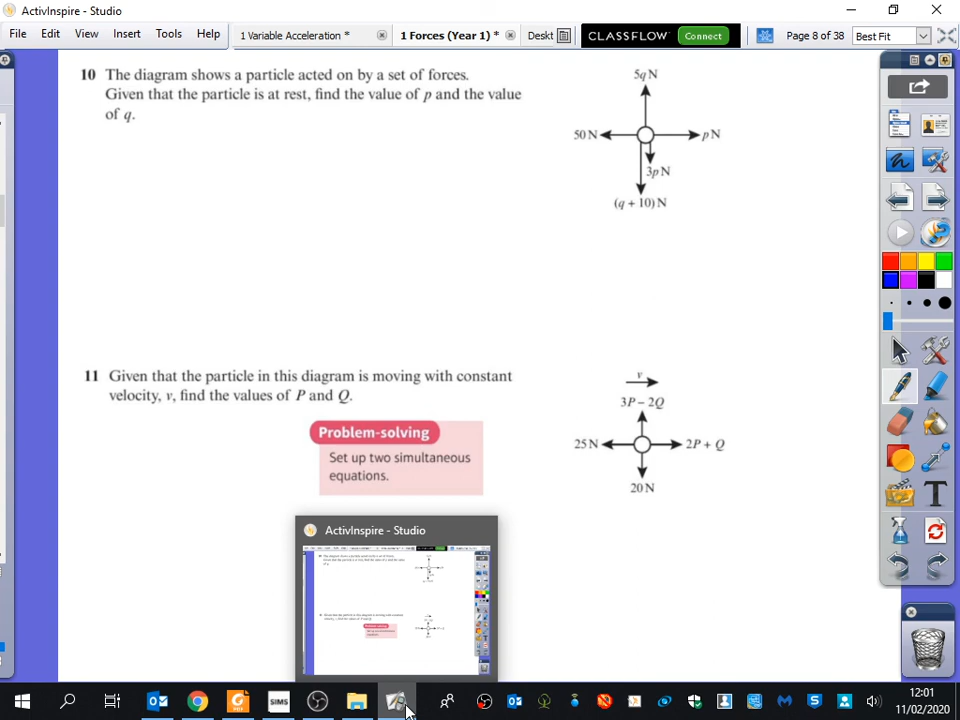 ActivInspire - Studio
File Edit View Insert Tools Help
1 Variable Acceleration *
1 Forces (Year 1) *
Deskt
CLASSFLOW
Connect
Page 8 of 38
Best Fit
10 The diagram shows a particle acted on by a set of forces.
Given that the particle is at rest, find the value of p and the value
of q.
5q N
50 N
p N
3p N
(q + 10) N
11 Given that the particle in this diagram is moving with constant
velocity, v, find the values of P and Q.
Problem-solving
Set up two simultaneous
equations.
v
3P – 2Q
25 N
2P + Q
20 N
ActivInspire - Studio
SIMS
12:01
11/02/2020